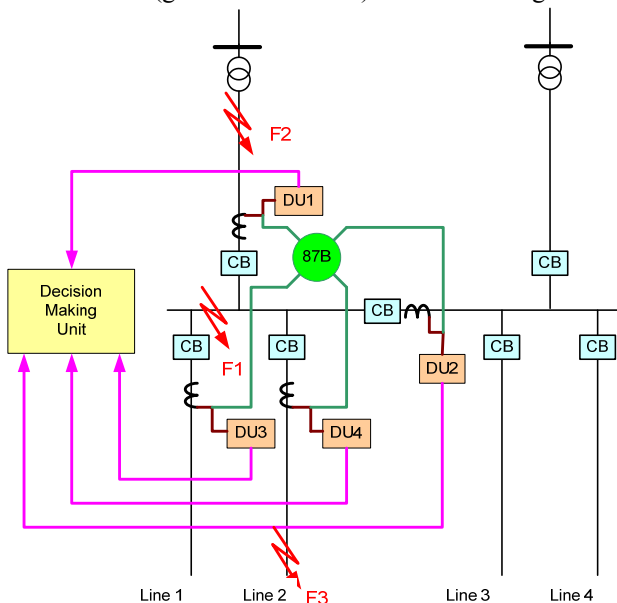 F2
DU1
87B
CB
CB
CB
Decision
Making
Unit
F1
CB
CB
CB
CB
DU2
DU3
DU4
Line 1
Line 2
F3
Line 3
Line 4